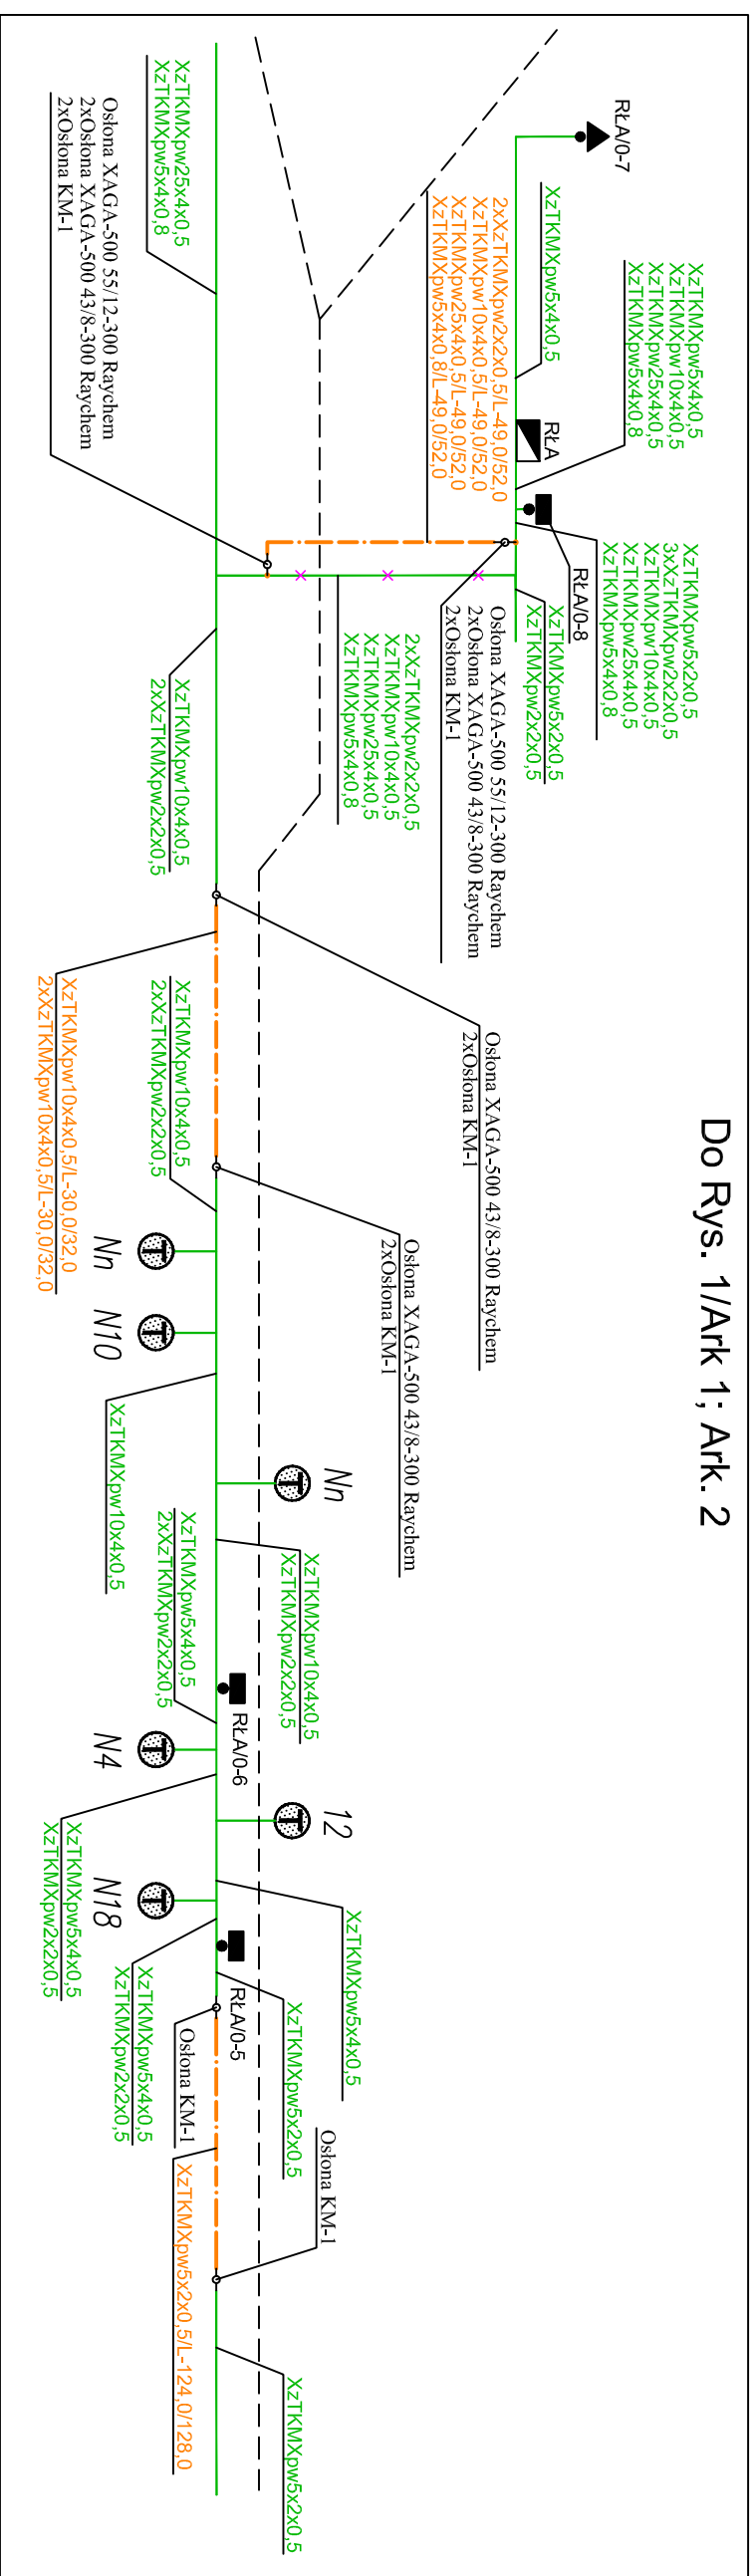 Do Rys. 1/Ark 1; Ark. 2
RŁA/0-7
XzTKMXpw5x4x0,5
RŁA
XzTKMXpw5x4x0,5
XzTKMXpw10x4x0,5
XzTKMXpw25x4x0,5
XzTKMXpw5x4x0,8
RŁA/0-8
XzTKMXpw5x2x0,5
3xXzTKMXpw2x2x0,5
XzTKMXpw10x4x0,5
XzTKMXpw25x4x0,5
XzTKMXpw5x4x0,8
XzTKMXpw5x2x0,5
XzTKMXpw2x2x0,5
2xXzTKMXpw2x2x0,5/L-49,0/52,0
XzTKMXpw10x4x0,5/L-49,0/52,0
XzTKMXpw25x4x0,5/L-49,0/52,0
XzTKMXpw5x4x0,8/L-49,0/52,0
Osłona XAGA-500 55/12-300 Raychem
2xOsłona XAGA-500 43/8-300 Raychem
2xOsłona KM-1
2xXzTKMXpw2x2x0,5
XzTKMXpw10x4x0,5
XzTKMXpw25x4x0,5
XzTKMXpw5x4x0,8
XzTKMXpw25x4x0,5
XzTKMXpw5x4x0,8
Osłona XAGA-500 55/12-300 Raychem
2xOsłona XAGA-500 43/8-300 Raychem
2xOsłona KM-1
XzTKMXpw10x4x0,5
2xXzTKMXpw2x2x0,5
Osłona XAGA-500 43/8-300 Raychem
2xOsłona KM-1
XzTKMXpw10x4x0,5/L-30,0/32,0
2xXzTKMXpw10x4x0,5/L-30,0/32,0
XzTKMXpw10x4x0,5
2xXzTKMXpw2x2x0,5
Osłona XAGA-500 43/8-300 Raychem
2xOsłona KM-1
T
Nn
T
N10
XzTKMXpw10x4x0,5
Nn
T
XzTKMXpw10x4x0,5
XzTKMXpw2x2x0,5
XzTKMXpw5x4x0,5
2xXzTKMXpw2x2x0,5
RŁA/0-6
T
N4
XzTKMXpw5x4x0,5
XzTKMXpw2x2x0,5
12
T
XzTKMXpw5x4x0,5
T
N18
XzTKMXpw5x4x0,5
XzTKMXpw2x2x0,5
RŁA/0-5
XzTKMXpw5x2x0,5
Osłona KM-1
XzTKMXpw5x2x0,5/L-124,0/128,0
Osłona KM-1
XzTKMXpw5x2x0,5